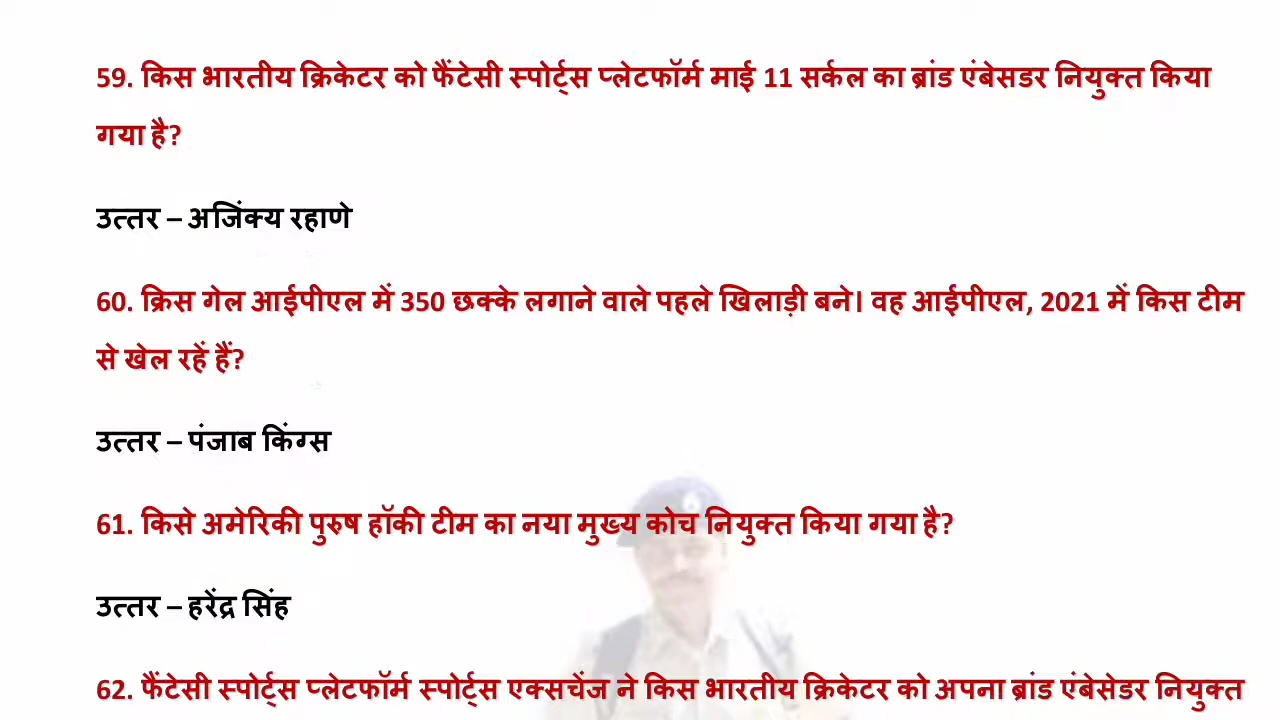 59. किस भारतीय क्रिकेटर को फैंटेसी स्पोर्ट्स प्लेटफॉर्म माई 11 सर्कल का ब्रांड एंबेसडर नियुक्त किया
गया है?
उत्तर – अजिंक्य रहाणे
60. क्रिस गेल आईपीएल में 350 छक्के लगाने वाले पहले खिलाड़ी बने। वह आईपीएल, 2021 में किस टीम
से खेल रहें हैं?
उत्तर – पंजाब किंग्स
61. किसे अमेरिकी पुरुष हॉकी टीम का नया मुख्य कोच नियुक्त किया गया है?
उत्तर – हरेंद्र सिंह
62. फैंटेसी स्पोर्ट्स प्लेटफॉर्म स्पोर्ट्स एक्सचेंज ने किस भारतीय क्रिकेटर को अपना ब्रांड एंबेसेडर नियुक्त